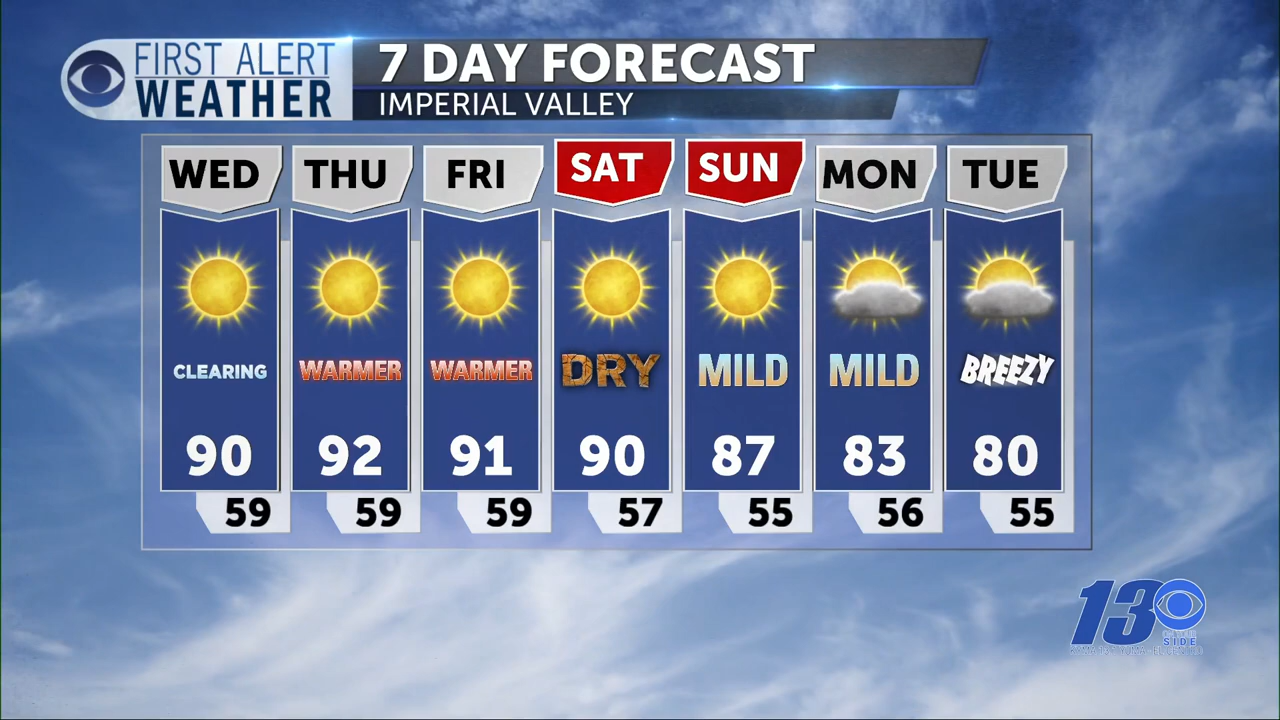 FIRST ALERT
WEATHER
7 DAY FORECAST
IMPERIAL VALLEY
WED THU FRI SAT SUN MON TUE
CLEARING WARMER WARMER DRY MILD MILD BREEZY
90 92 91 90 87 83 80
59 59 59 57 55 56 55
13
SIDE